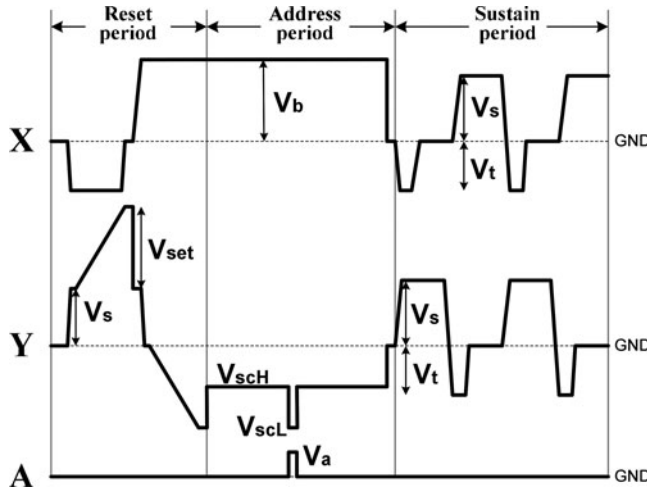 Reset period
Address period
Sustain period
X
Vb
Vs
Vt
GND
Vset
Vs
Y
VscH
VscL
Vs
Vt
GND
Va
A
GND